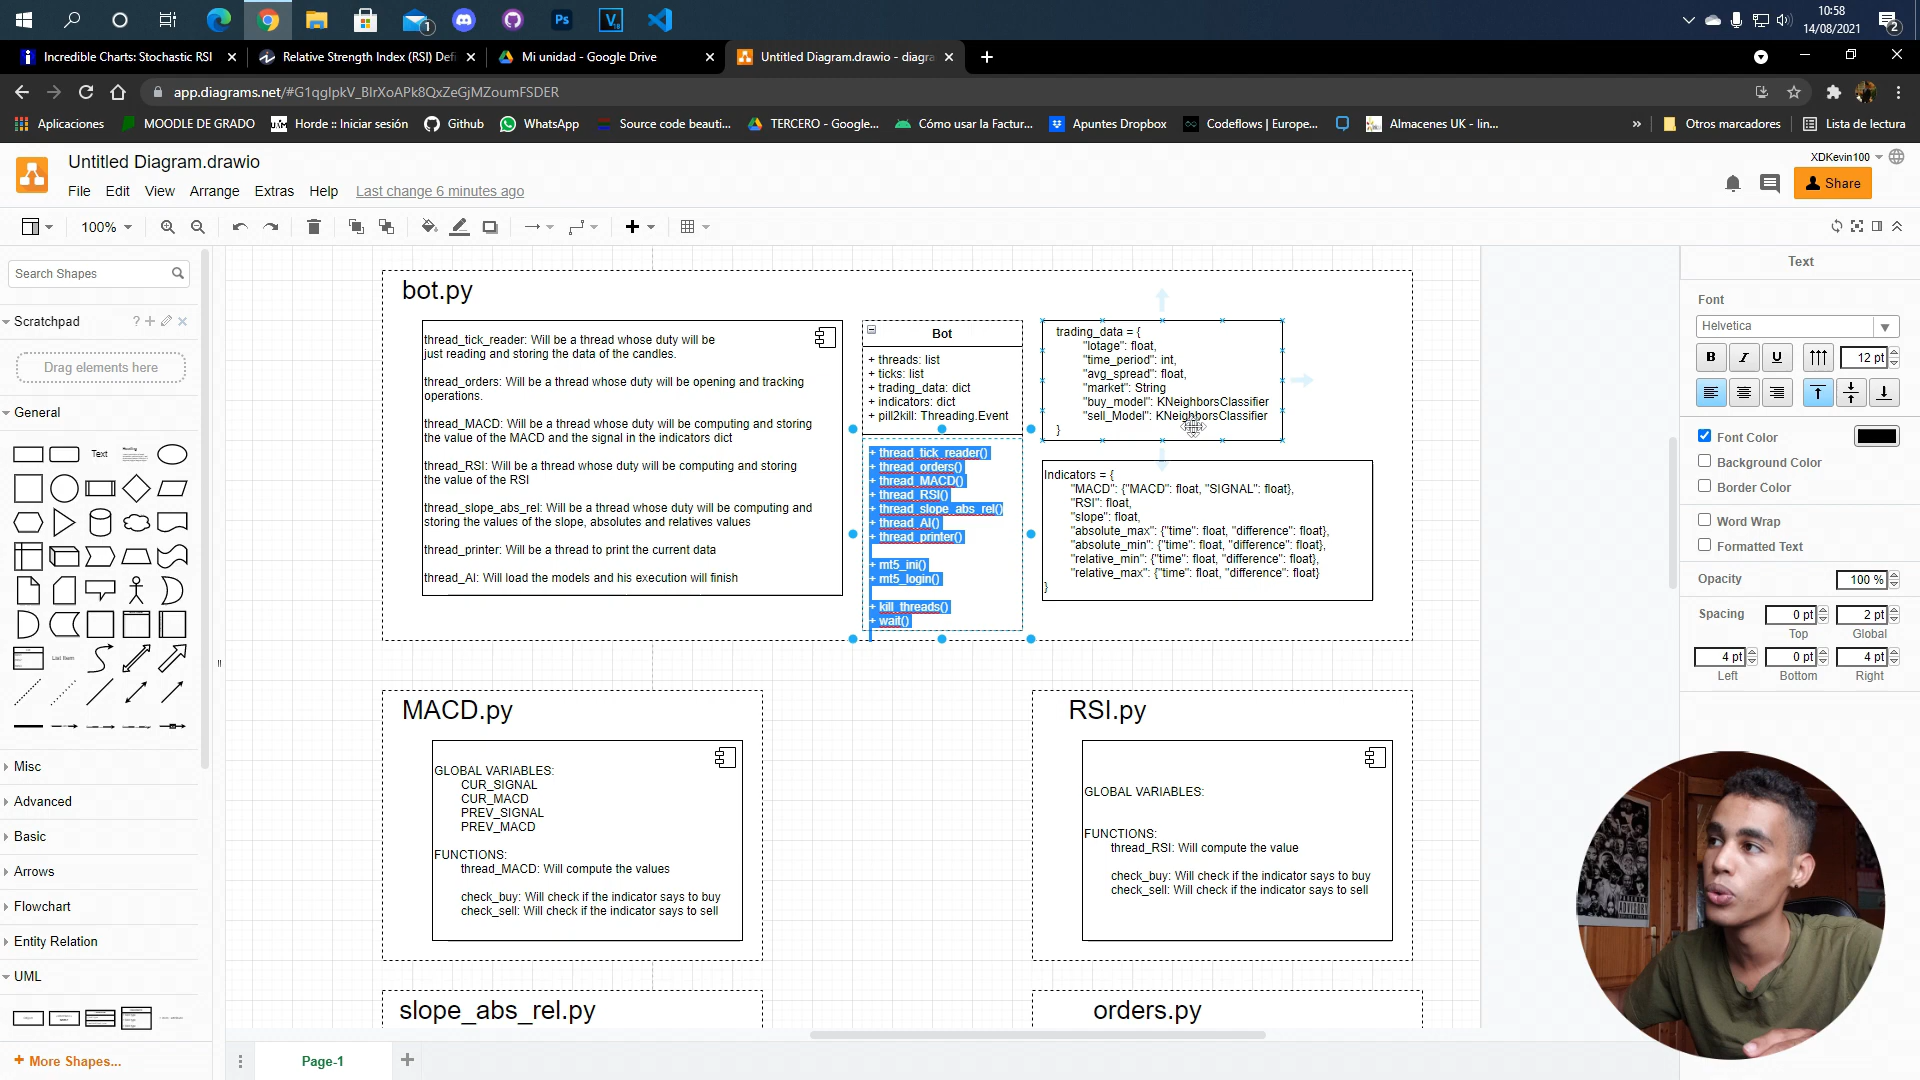 10:58
14/08/2021
1
2
Ps
Incredible Charts: Stochastic RSI
Relative Strength Index (RSI) Defi
Mi unidad - Google Drive
Untitled Diagram.drawio - diagra
app.diagrams.net/#G1qgIpkV_BIrXoAPk8QxZeGjMZoumFSDER
Aplicaciones
MOODLE DE GRADO
Horde :: Iniciar sesión
Github
WhatsApp
Source code beauti...
TERCERO - Google...
Cómo usar la Factur...
Apuntes Dropbox
Codeflows | Europe...
Almacenes UK - lin...
»
Otros marcadores
Lista de lectura
Untitled Diagram.drawio
XDKevin100
File Edit View Arrange Extras Help Last change 6 minutes ago
Share
100%
Search Shapes
Scratchpad
?
Drag elements here
General
Text
Heading
List Item
Misc
Advanced
Basic
Arrows
Flowchart
Entity Relation
UML
+ More Shapes...
bot.py
thread_tick_reader: Will be a thread whose duty will be
just reading and storing the data of the candles.
thread_orders: Will be a thread whose duty will be opening and tracking
operations.
thread_MACD: Will be a thread whose duty will be computing and storing
the value of the MACD and the signal in the indicators dict
thread_RSI: Will be a thread whose duty will be computing and storing
the value of the RSI
thread_slope_abs_rel: Will be a thread whose duty will be computing and
storing the values of the slope, absolutes and relatives values
thread_printer: Will be a thread to print the current data
thread_AI: Will load the models and his execution will finish
Bot
+ threads: list
+ ticks: list
+ trading_data: dict
+ indicators: dict
+ pill2kill: Threading.Event
+ thread_tick_reader()
+ thread_orders()
+ thread_MACD()
+ thread_RSI()
+ thread_slope_abs_rel()
+ thread_AI()
+ thread_printer()
+ mt5_ini()
+ mt5_login()
+ kill_threads()
+ wait()
trading_data = {
"lotage": float,
"time_period": int,
"avg_spread": float,
"market": String
"buy_model": KNeighborsClassifier
"sell_Model": KNeighborsClassifier
}
Indicators = {
"MACD": {"MACD": float, "SIGNAL": float},
"RSI": float,
"slope": float,
"absolute_max": {"time": float, "difference": float},
"absolute_min": {"time": float, "difference": float},
"relative_min": {"time": float, "difference": float},
"relative_max": {"time": float, "difference": float}
}
MACD.py
GLOBAL VARIABLES:
CUR_SIGNAL
CUR_MACD
PREV_SIGNAL
PREV_MACD
FUNCTIONS:
thread_MACD: Will compute the values
check_buy: Will check if the indicator says to buy
check_sell: Will check if the indicator says to sell
RSI.py
GLOBAL VARIABLES:
FUNCTIONS:
thread_RSI: Will compute the value
check_buy: Will check if the indicator says to buy
check_sell: Will check if the indicator says to sell
slope_abs_rel.py
orders.py
Page-1
Text
Font
Helvetica
B I U 12 pt
Font Color
Background Color
Border Color
Word Wrap
Formatted Text
Opacity 100 %
Spacing 0 pt 2 pt
Top Global
4 pt 0 pt 4 pt
Left Bottom Right